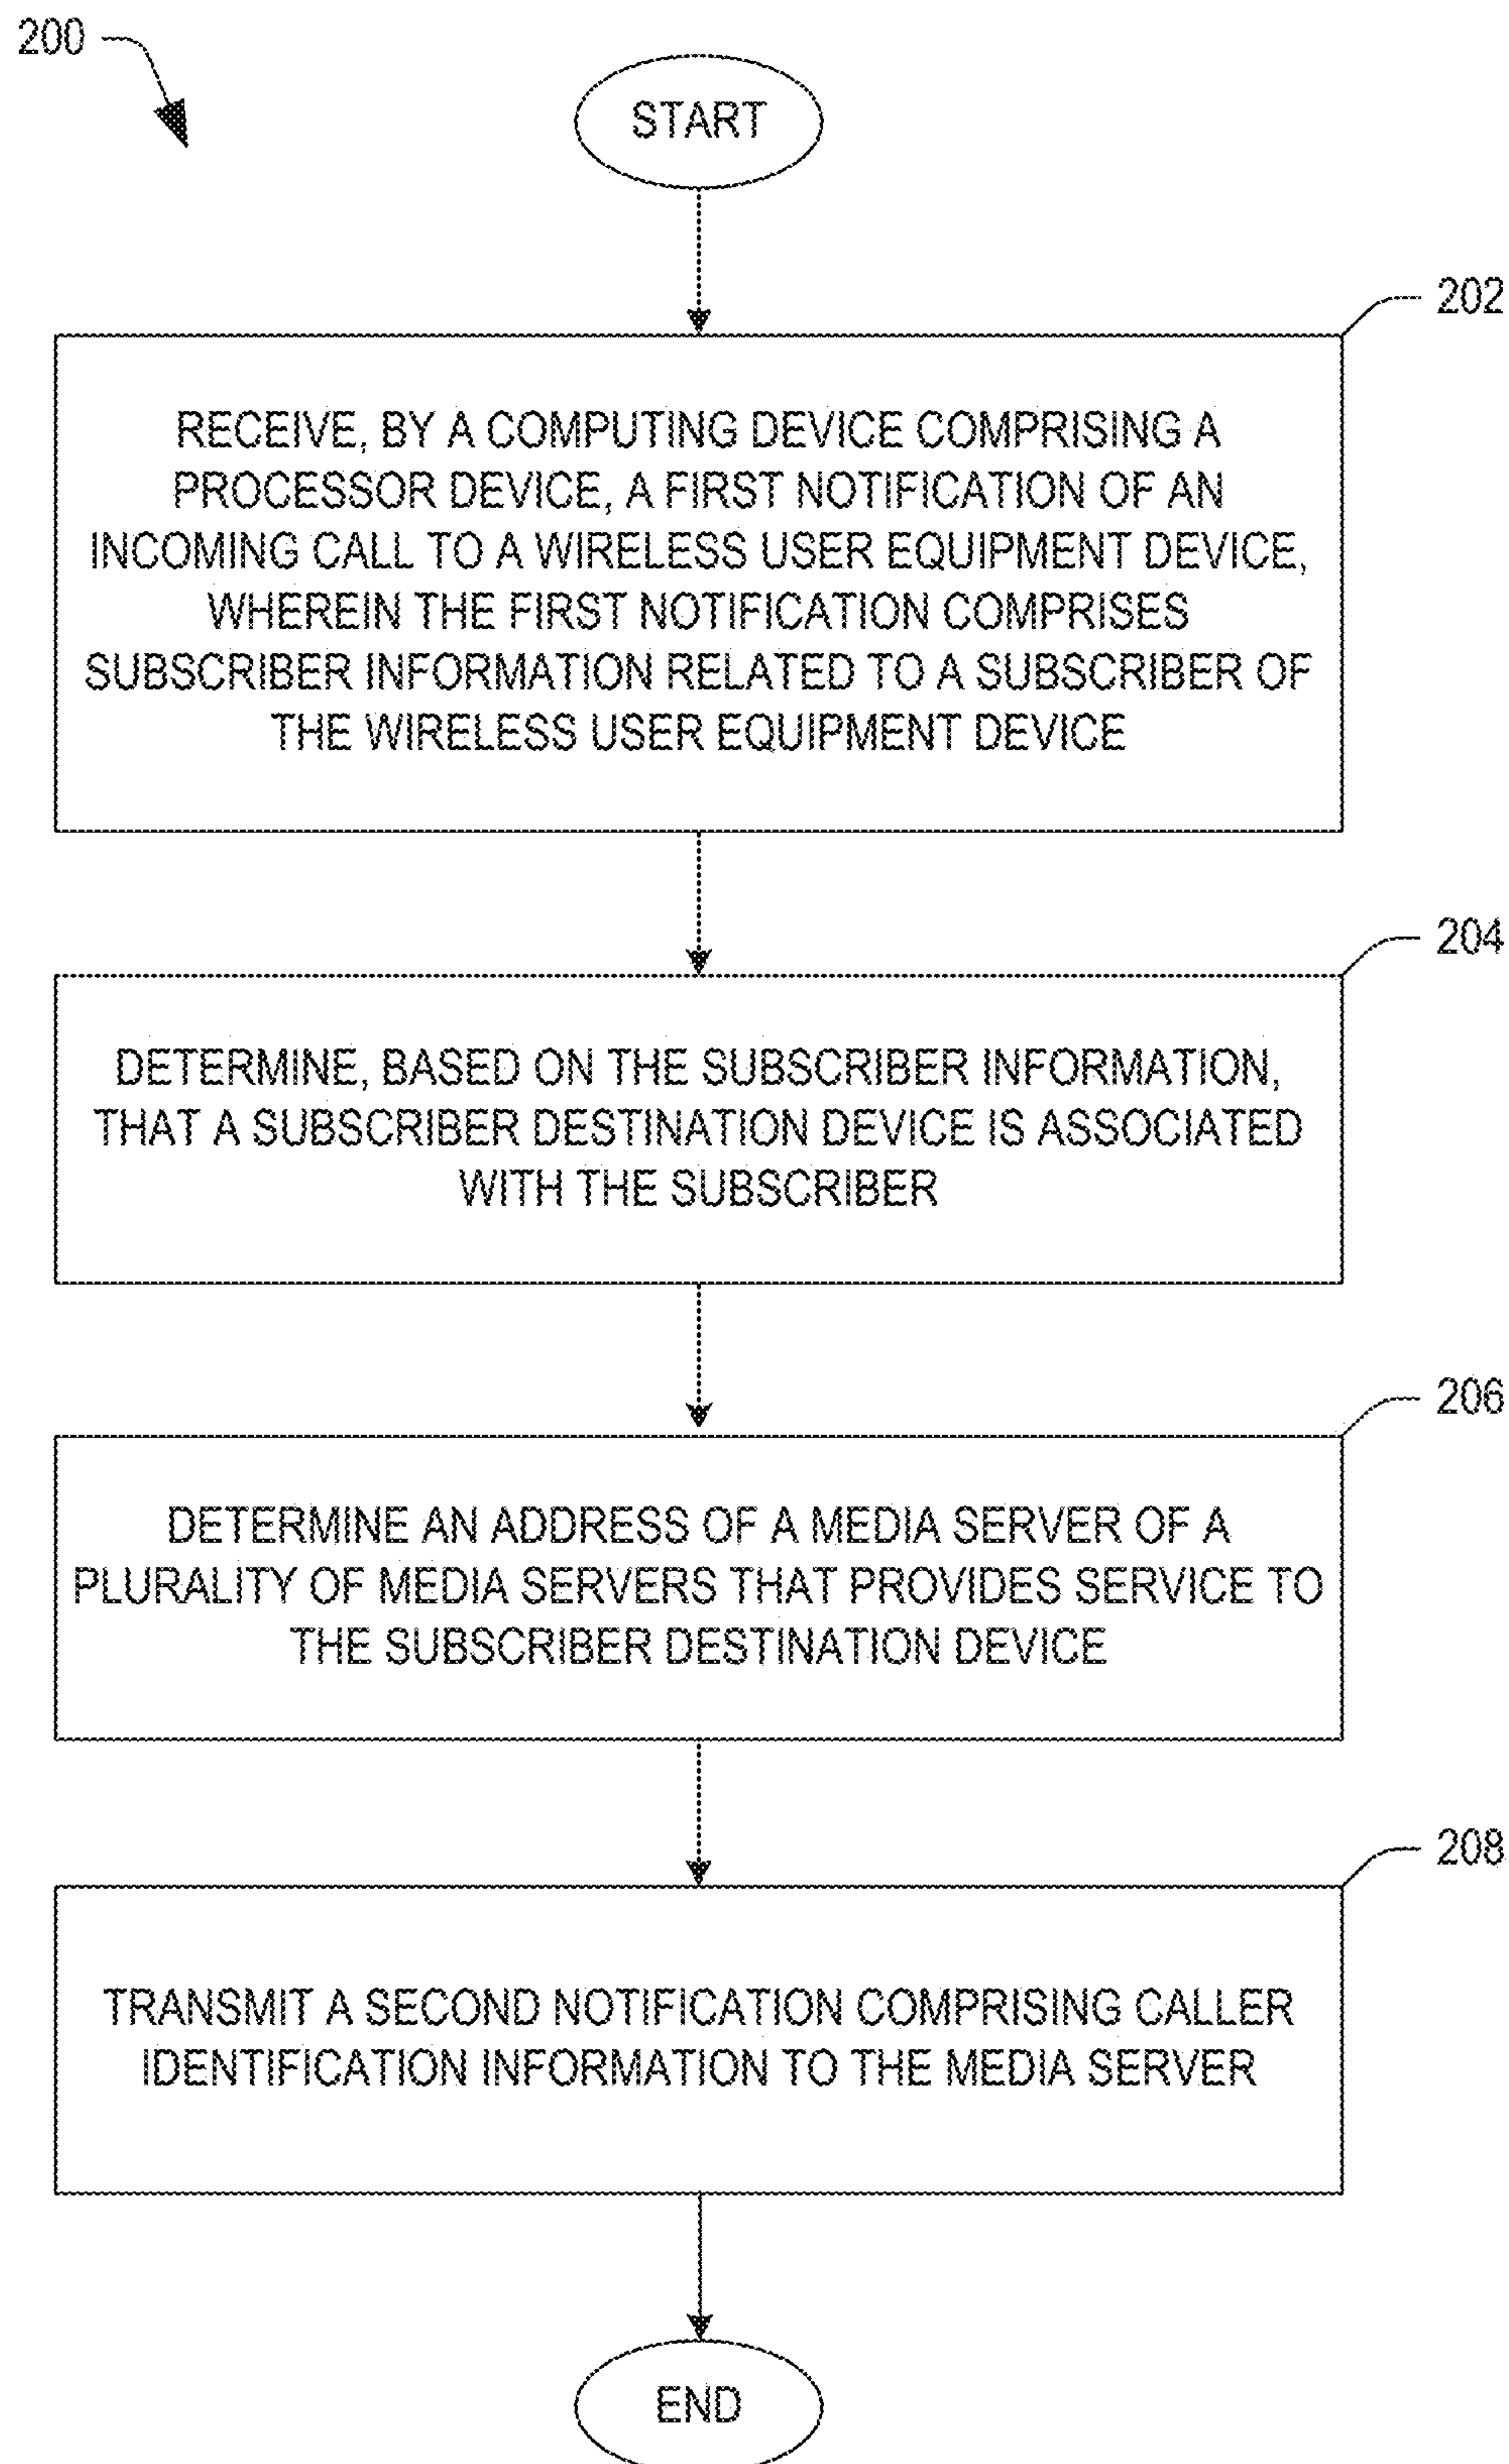 200
START
202
RECEIVE, BY A COMPUTING DEVICE COMPRISING A
PROCESSOR DEVICE, A FIRST NOTIFICATION OF AN
INCOMING CALL TO A WIRELESS USER EQUIPMENT DEVICE,
WHEREIN THE FIRST NOTIFICATION COMPRISES
SUBSCRIBER INFORMATION RELATED TO A SUBSCRIBER OF
THE WIRELESS USER EQUIPMENT DEVICE
204
DETERMINE, BASED ON THE SUBSCRIBER INFORMATION,
THAT A SUBSCRIBER DESTINATION DEVICE IS ASSOCIATED
WITH THE SUBSCRIBER
206
DETERMINE AN ADDRESS OF A MEDIA SERVER OF A
PLURALITY OF MEDIA SERVERS THAT PROVIDES SERVICE TO
THE SUBSCRIBER DESTINATION DEVICE
208
TRANSMIT A SECOND NOTIFICATION COMPRISING CALLER
IDENTIFICATION INFORMATION TO THE MEDIA SERVER
END